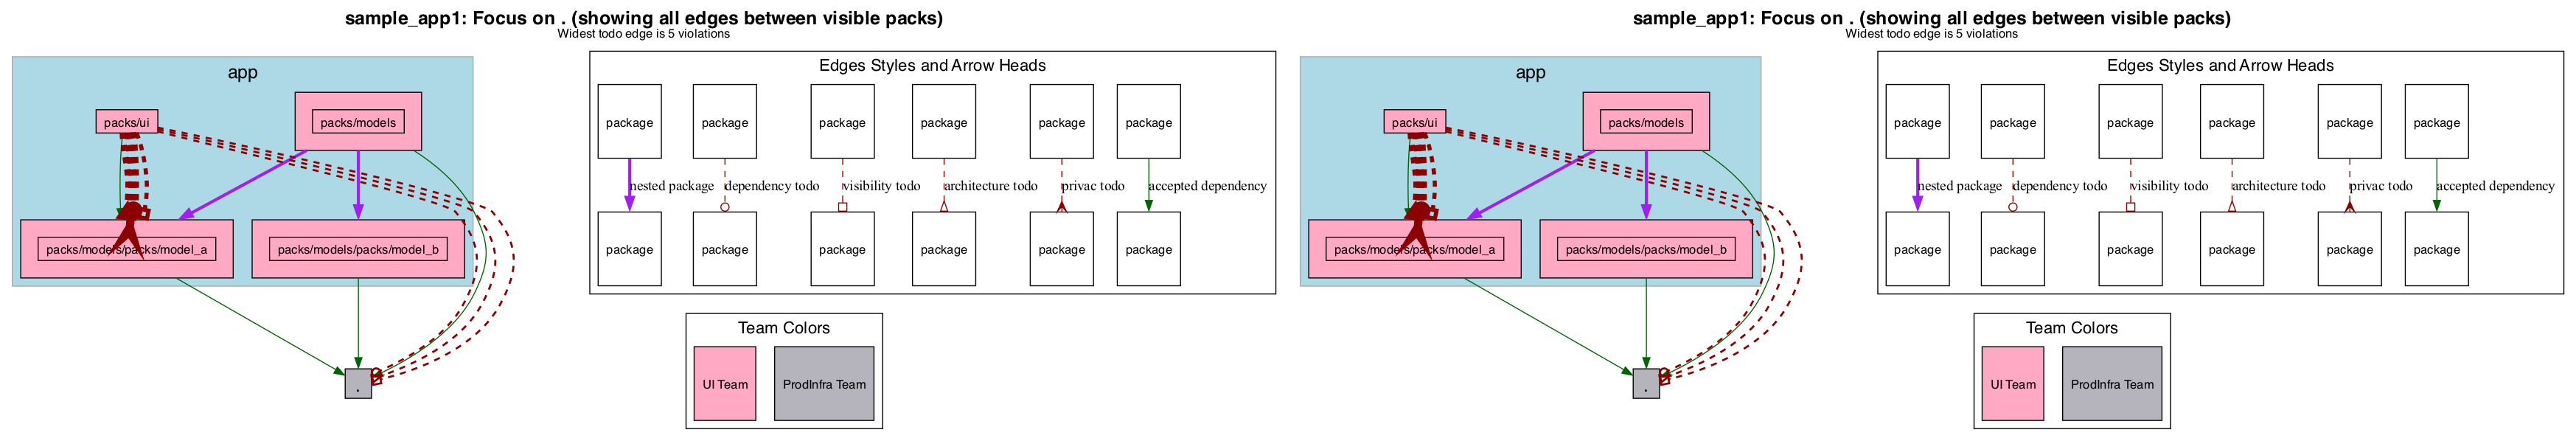 sample_app1: Focus on . (showing all edges between visible packs)
Widest todo edge is 5 violations
app
packs/ui
packs/models
packs/models/packs/model_a
packs/models/packs/model_b
.
Edges Styles and Arrow Heads
package package package package package package
nested package dependency todo visibility todo architecture todo privac todo accepted dependency
package package package package package package
Team Colors
UI Team ProdInfra Team
sample_app1: Focus on . (showing all edges between visible packs)
Widest todo edge is 5 violations
app
packs/ui
packs/models
packs/models/packs/model_a
packs/models/packs/model_b
.
Edges Styles and Arrow Heads
package package package package package package
nested package dependency todo visibility todo architecture todo privac todo accepted dependency
package package package package package package
Team Colors
UI Team ProdInfra Team